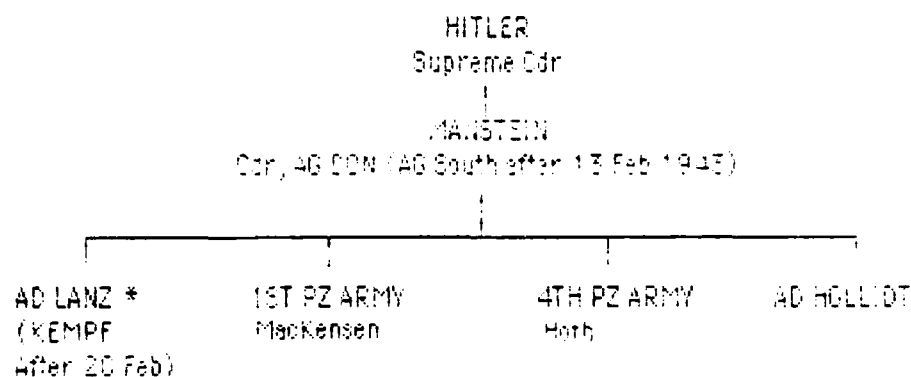 HITLER
Supreme Cdr
MANSTEIN
Cdr, AG DON (AG South after 13 Feb 1943)
AD LANZ *
(KEMPF
After 20 Feb)
1ST PZ ARMY
MacKensen
4TH PZ ARMY
Hoth
AD HOLLIDT